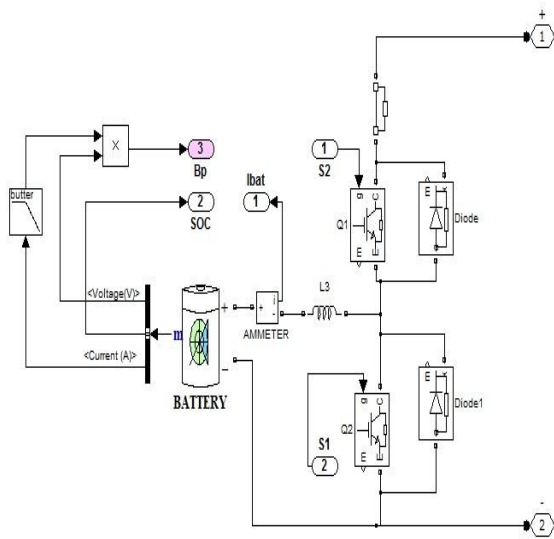 +
1
butter
×
3
Bp
1
S2
Ibat
1
2
SOC
g
C
Q1
E
E
Diode
<Voltage(V)>
m
+
+
i
-
L3
AMMETER
<Current (A)>
-
BATTERY
g
C
Q2
E
E
Diode1
S1
2
-
2